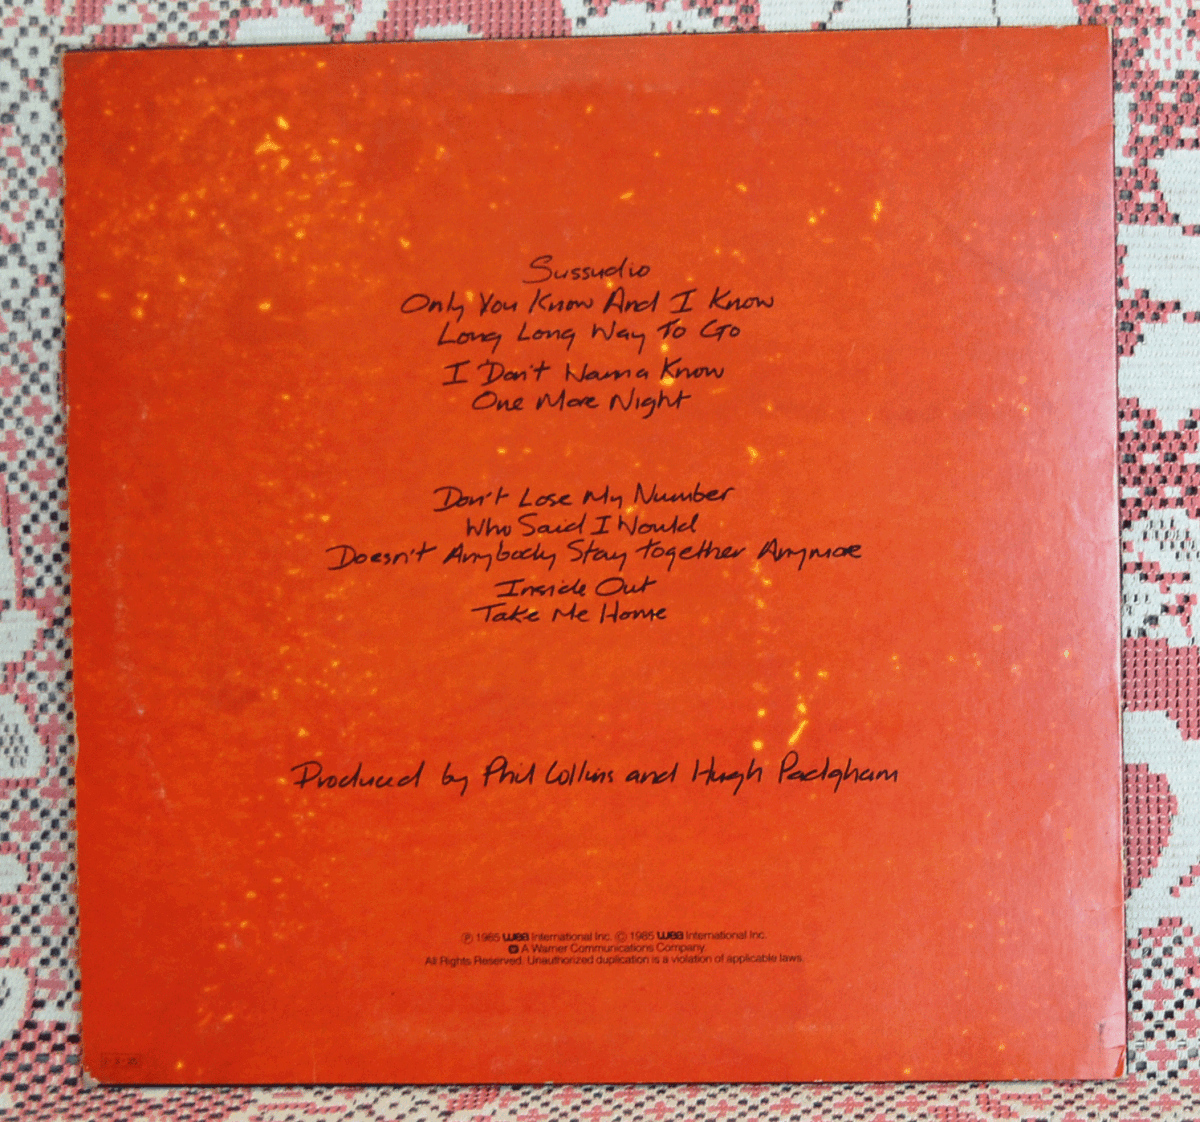 Sussudio
Only You Know And I Know
Long Long Way To Go
I Don't Wanna Know
One More Night
Don't Lose My Number
Who Said I Would
Doesn't Anybody Stay Together Anymore
Inside Out
Take Me Home
Produced by Phil Collins and Hugh Padgham
℗ 1985 wea International Inc. © 1985 wea International Inc.
A Warner Communications Company.
All Rights Reserved. Unauthorized duplication is a violation of applicable laws.